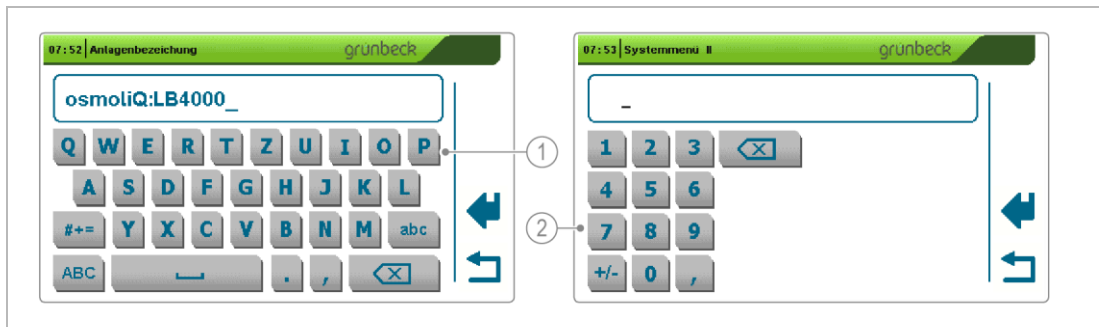 07:52 Anlagenbezeichung
grünbeck
osmoliQ:LB4000_
Q W E R T Z U I O P
A S D F G H J K L
#+= Y X C V B N M abc
ABC . ,
1
07:53 Systemmenü II
grünbeck
_
1 2 3
4 5 6
7 8 9
+/- 0 ,
2